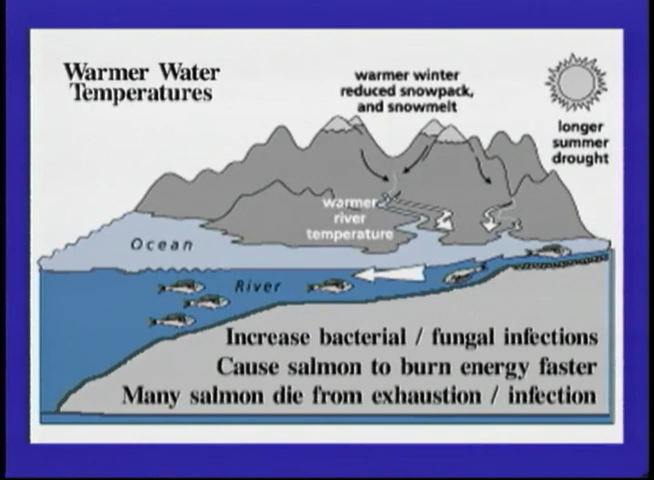 Warmer Water
Temperatures
warmer winter
reduced snowpack,
and snowmelt
longer
summer
drought
warmer
river
temperature
Ocean
River
Increase bacterial / fungal infections
Cause salmon to burn energy faster
Many salmon die from exhaustion / infection